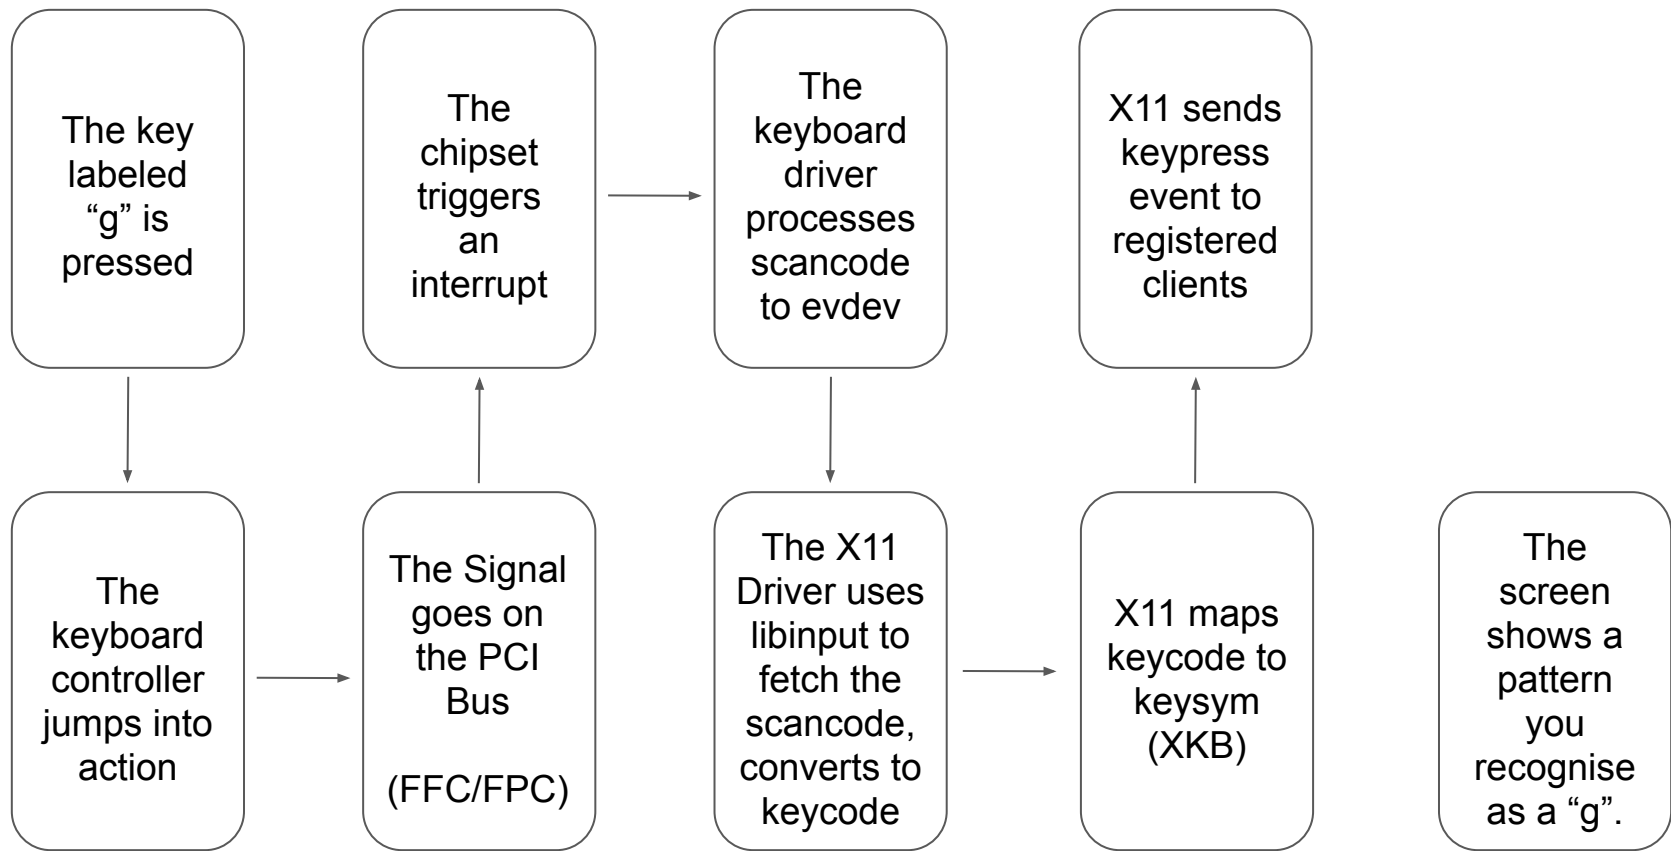 The key
labeled
“g” is
pressed
The
keyboard
controller
jumps into
action
The Signal
goes on
the PCI
Bus
(FFC/FPC)
The
chipset
triggers
an
interrupt
The
keyboard
driver
processes
scancode
to evdev
The X11
Driver uses
libinput to
fetch the
scancode,
converts to
keycode
X11 maps
keycode to
keysym
(XKB)
X11 sends
keypress
event to
registered
clients
The
screen
shows a
pattern
you
recognise
as a “g”.